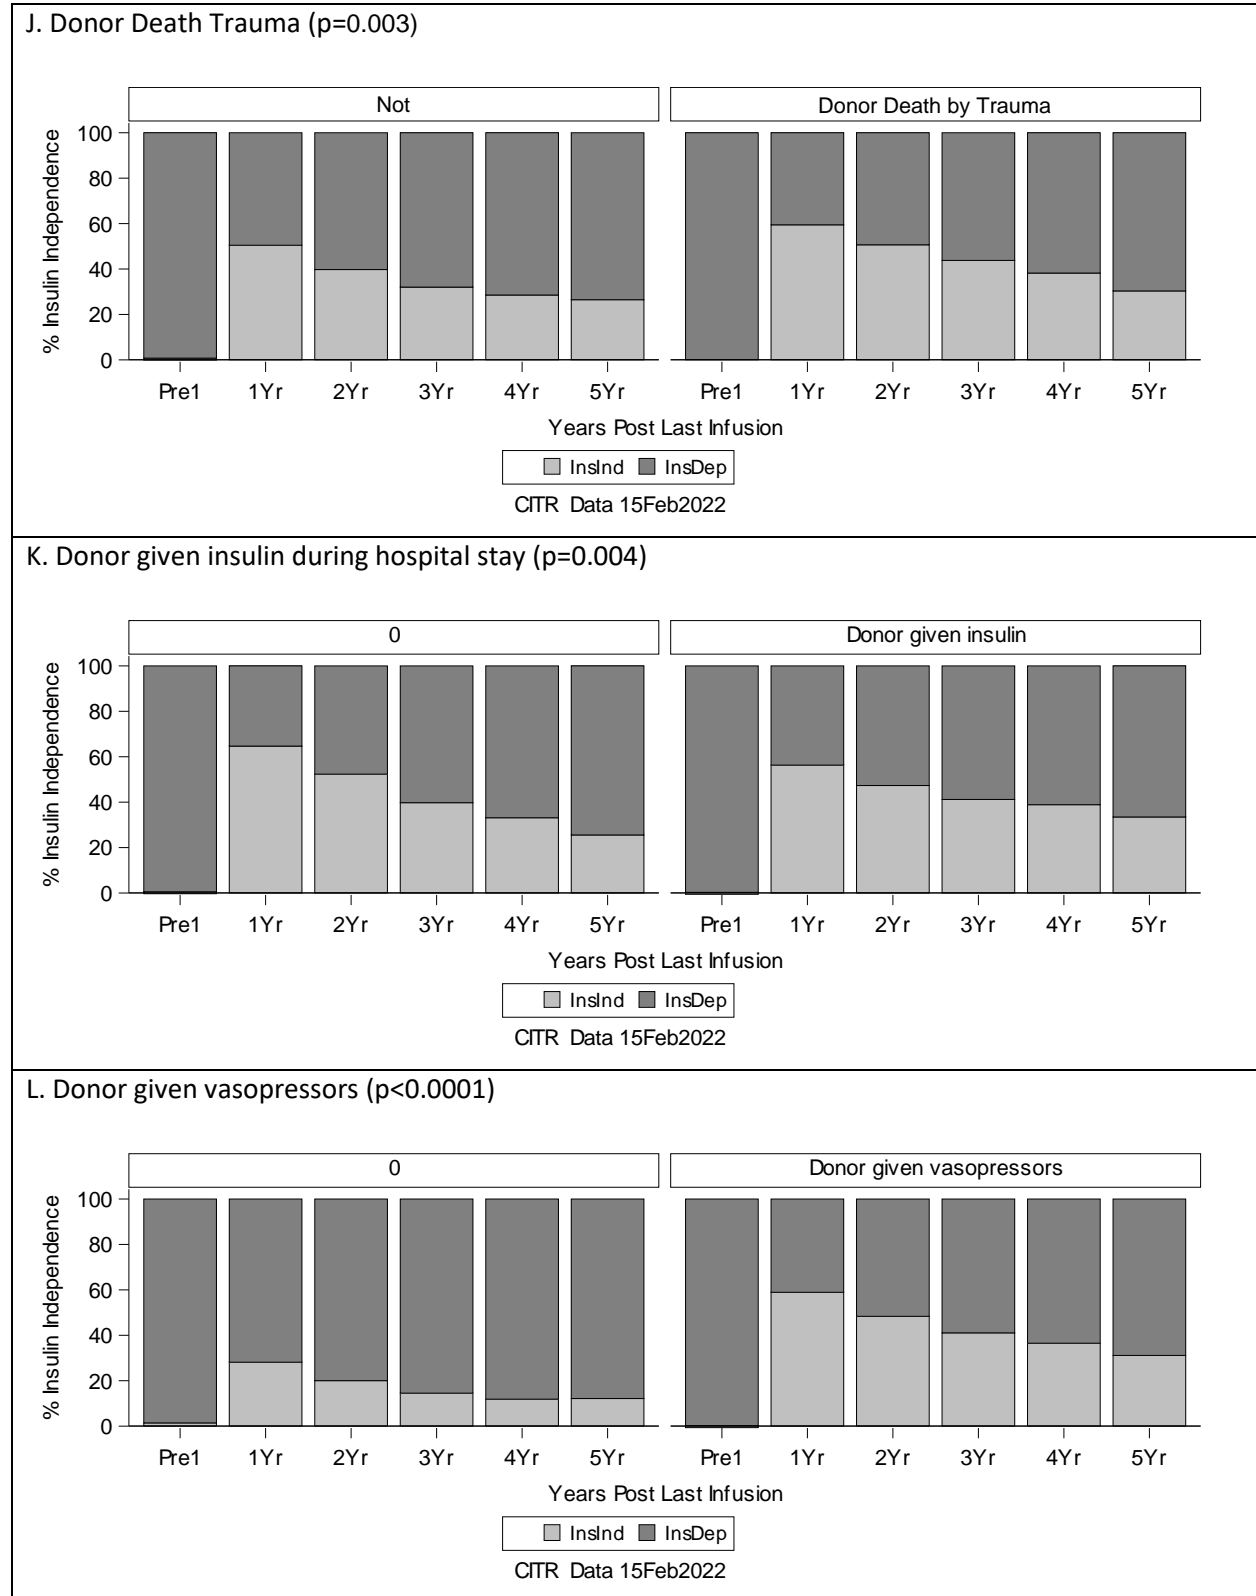 J. Donor Death Trauma (p=0.003)
Not Donor Death by Trauma
% Insulin Independence
100
80
60
40
20
0
Pre1 1Yr 2Yr 3Yr 4Yr 5Yr Pre1 1Yr 2Yr 3Yr 4Yr 5Yr
Years Post Last Infusion
InsInd InsDep
CITR Data 15Feb2022
K. Donor given insulin during hospital stay (p=0.004)
0 Donor given insulin
% Insulin Independence
100
80
60
40
20
0
Pre1 1Yr 2Yr 3Yr 4Yr 5Yr Pre1 1Yr 2Yr 3Yr 4Yr 5Yr
Years Post Last Infusion
InsInd InsDep
CITR Data 15Feb2022
L. Donor given vasopressors (p<0.0001)
0 Donor given vasopressors
% Insulin Independence
100
80
60
40
20
0
Pre1 1Yr 2Yr 3Yr 4Yr 5Yr Pre1 1Yr 2Yr 3Yr 4Yr 5Yr
Years Post Last Infusion
InsInd InsDep
CITR Data 15Feb2022